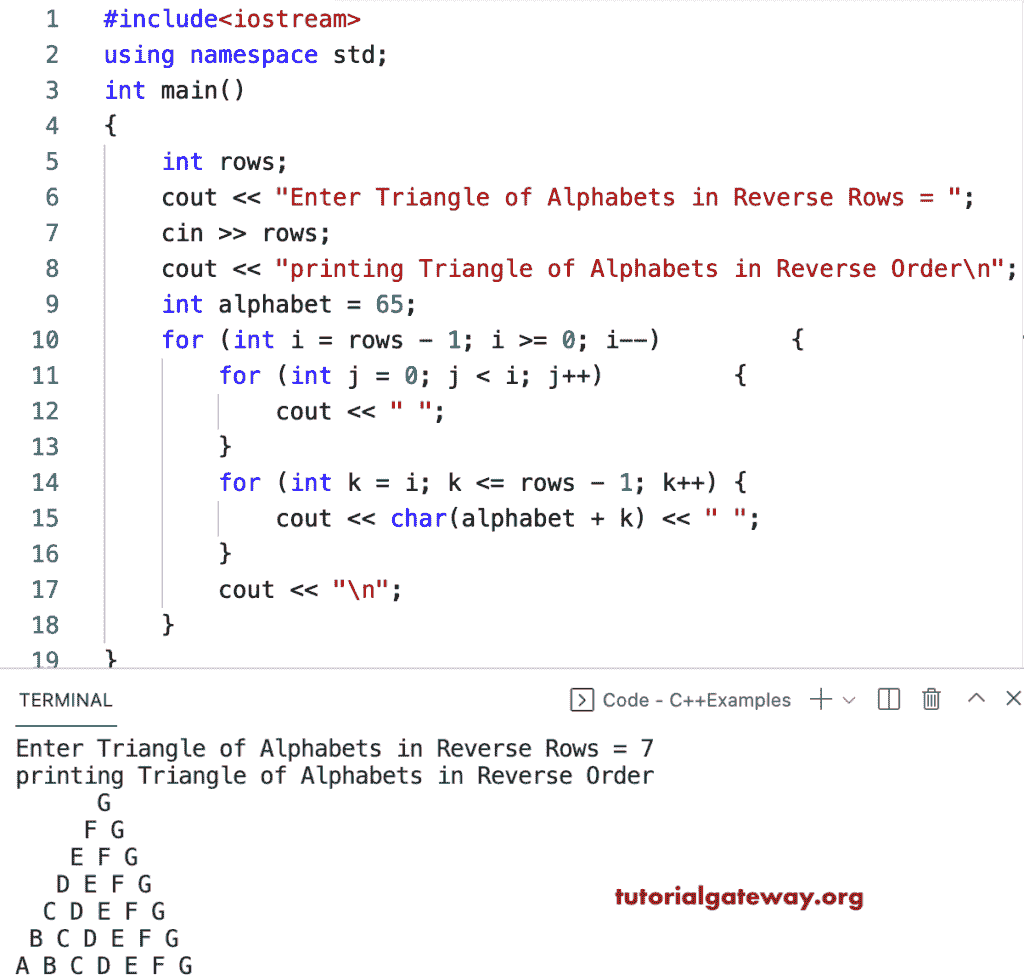 1 #include<iostream>
2 using namespace std;
3 int main()
4 {
5     int rows;
6     cout << "Enter Triangle of Alphabets in Reverse Rows = ";
7     cin >> rows;
8     cout << "printing Triangle of Alphabets in Reverse Order\n";
9     int alphabet = 65;
10     for (int i = rows - 1; i >= 0; i--)         {
11         for (int j = 0; j < i; j++)         {
12             cout << " ";
13         }
14         for (int k = i; k <= rows - 1; k++) {
15             cout << char(alphabet + k) << " ";
16         }
17         cout << "\n";
18     }
19 }
TERMINAL Code - C++Examples
Enter Triangle of Alphabets in Reverse Rows = 7
printing Triangle of Alphabets in Reverse Order
      G
     F G
    E F G
   D E F G
  C D E F G
 B C D E F G
A B C D E F G
tutorialgateway.org